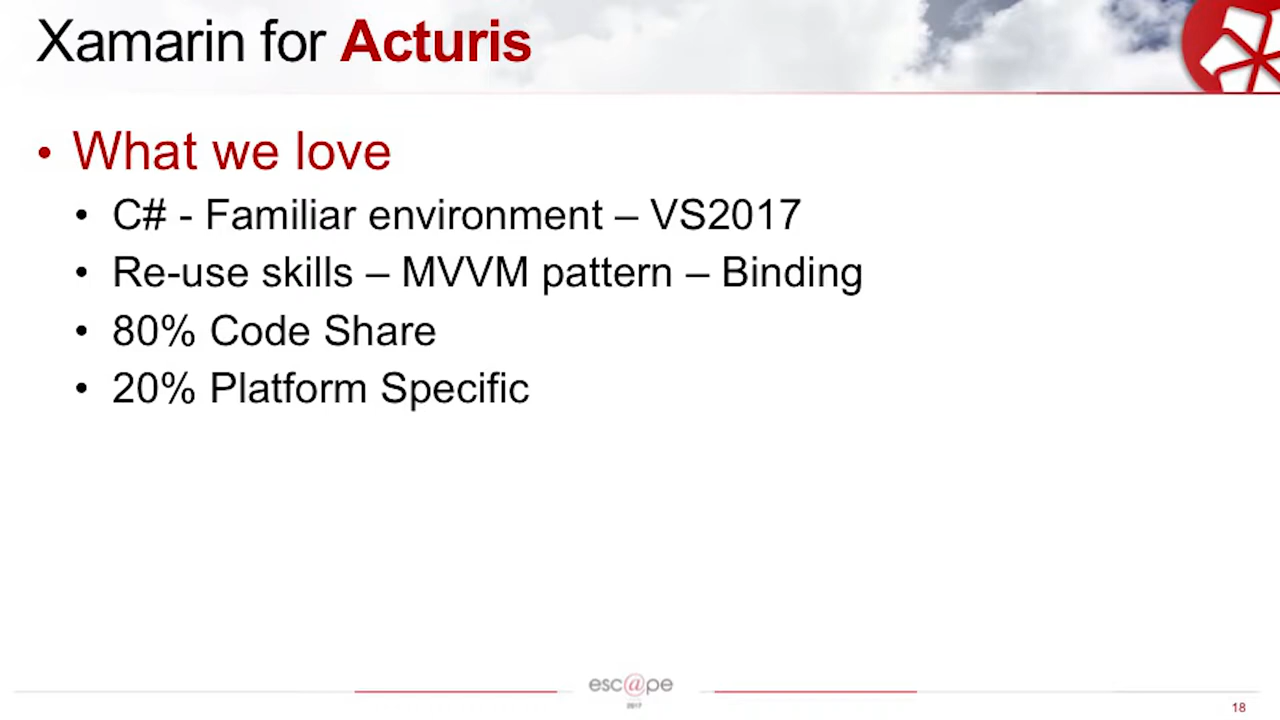 Xamarin for Acturis
• What we love
• C# - Familiar environment – VS2017
• Re-use skills – MVVM pattern – Binding
• 80% Code Share
• 20% Platform Specific
esc@pe
2017
18